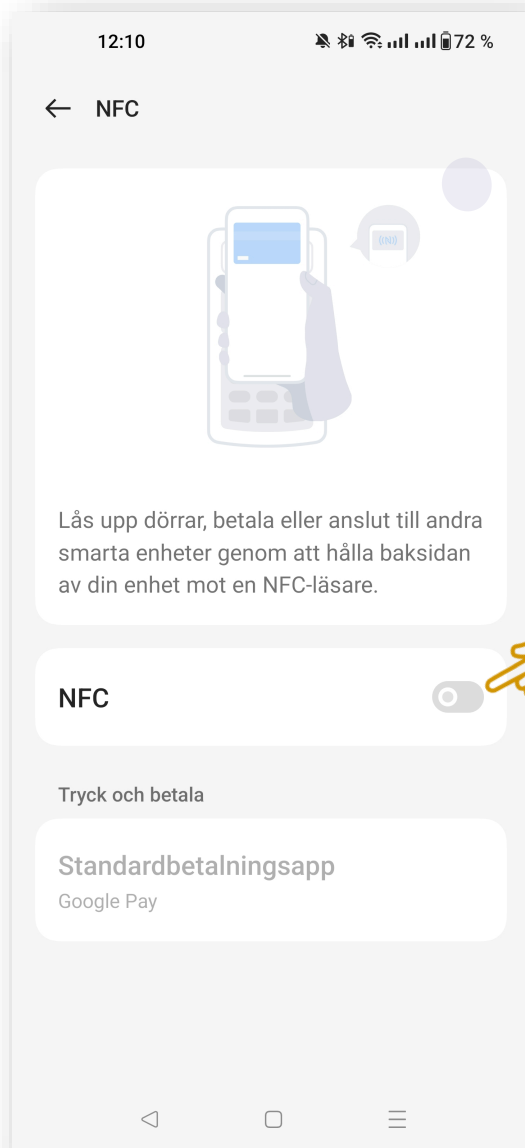 12:10 72 %
NFC
Lås upp dörrar, betala eller anslut till andra
smarta enheter genom att hålla baksidan
av din enhet mot en NFC-läsare.
NFC
Tryck och betala
Standardbetalningsapp
Google Pay